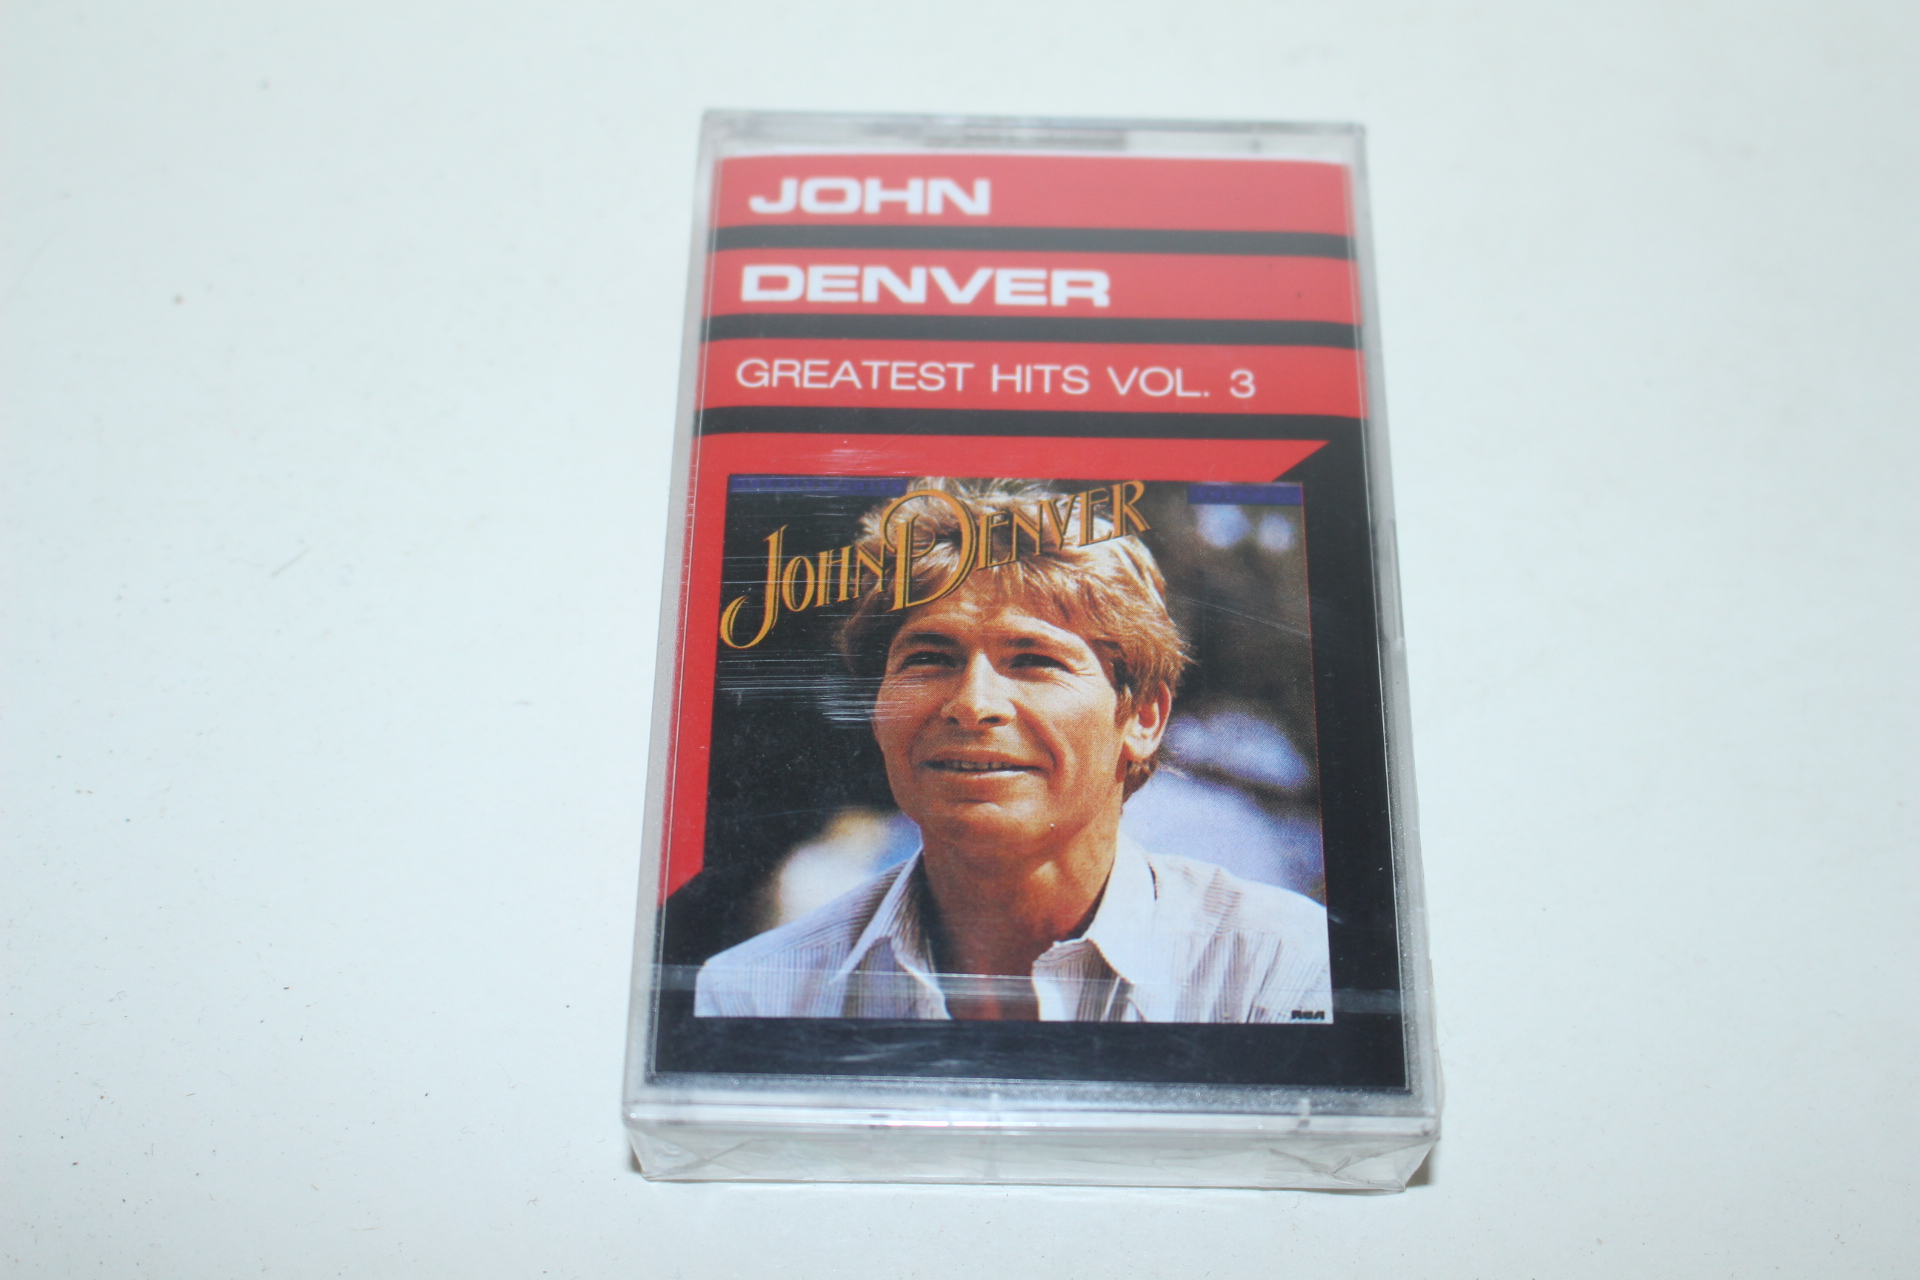 JOHN
DENVER
GREATEST HITS VOL. 3
JOHN DENVER
RCA